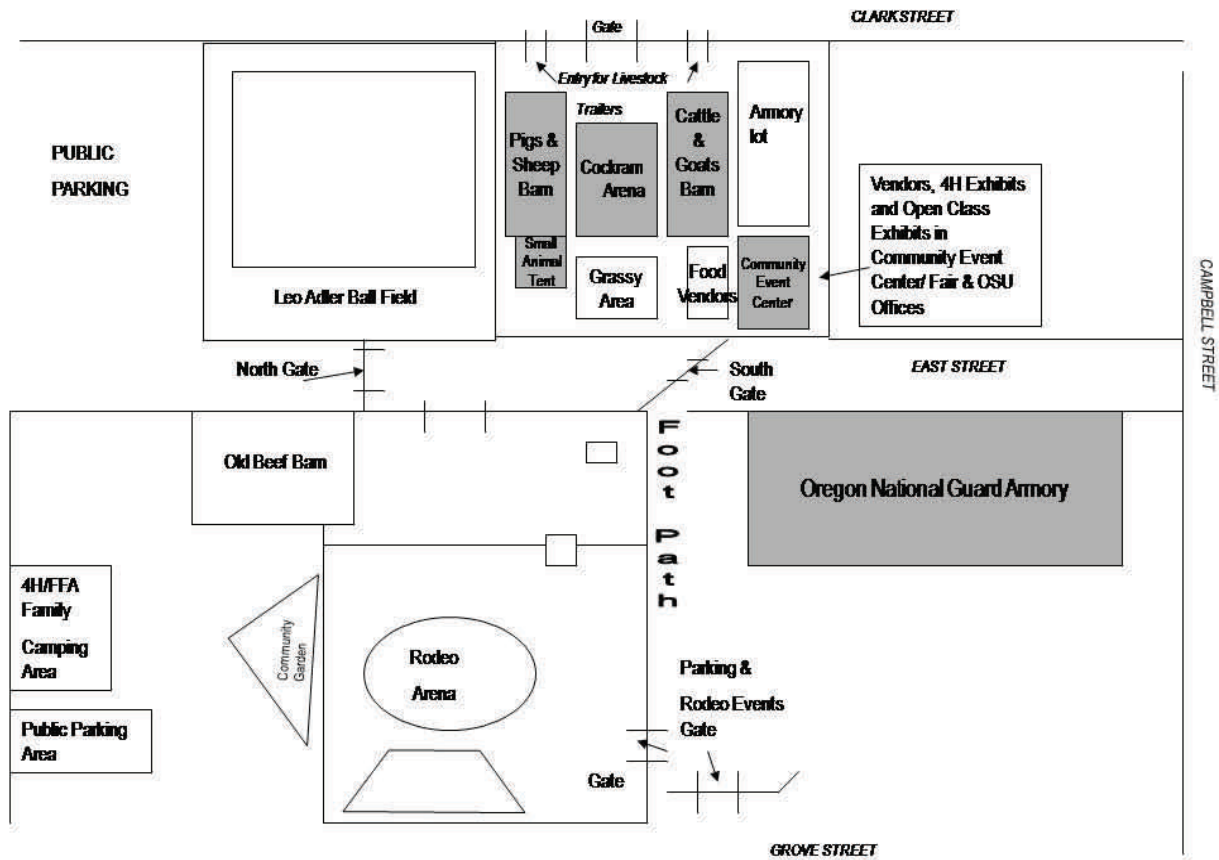 CLARK STREET
Gate
Entry for Livestock
Trailers
PUBLIC
PARKING
Leo Adler Ball Field
Pigs &
Sheep
Barn
Small
Animal
Tent
Cockram
Arena
Grassy
Area
Cattle
&
Goats
Barn
Food
Vendors
Armory
lot
Community
Event
Center
Vendors, 4H Exhibits
and Open Class
Exhibits in
Community Event
Center/ Fair & OSU
Offices
CAMPBELL STREET
North Gate
South
Gate
EAST STREET
Old Beef Barn
Foot Path
Oregon National Guard Armory
4H/FFA
Family
Camping
Area
Public Parking
Area
Community
Garden
Rodeo
Arena
Parking &
Rodeo Events
Gate
Gate
GROVE STREET